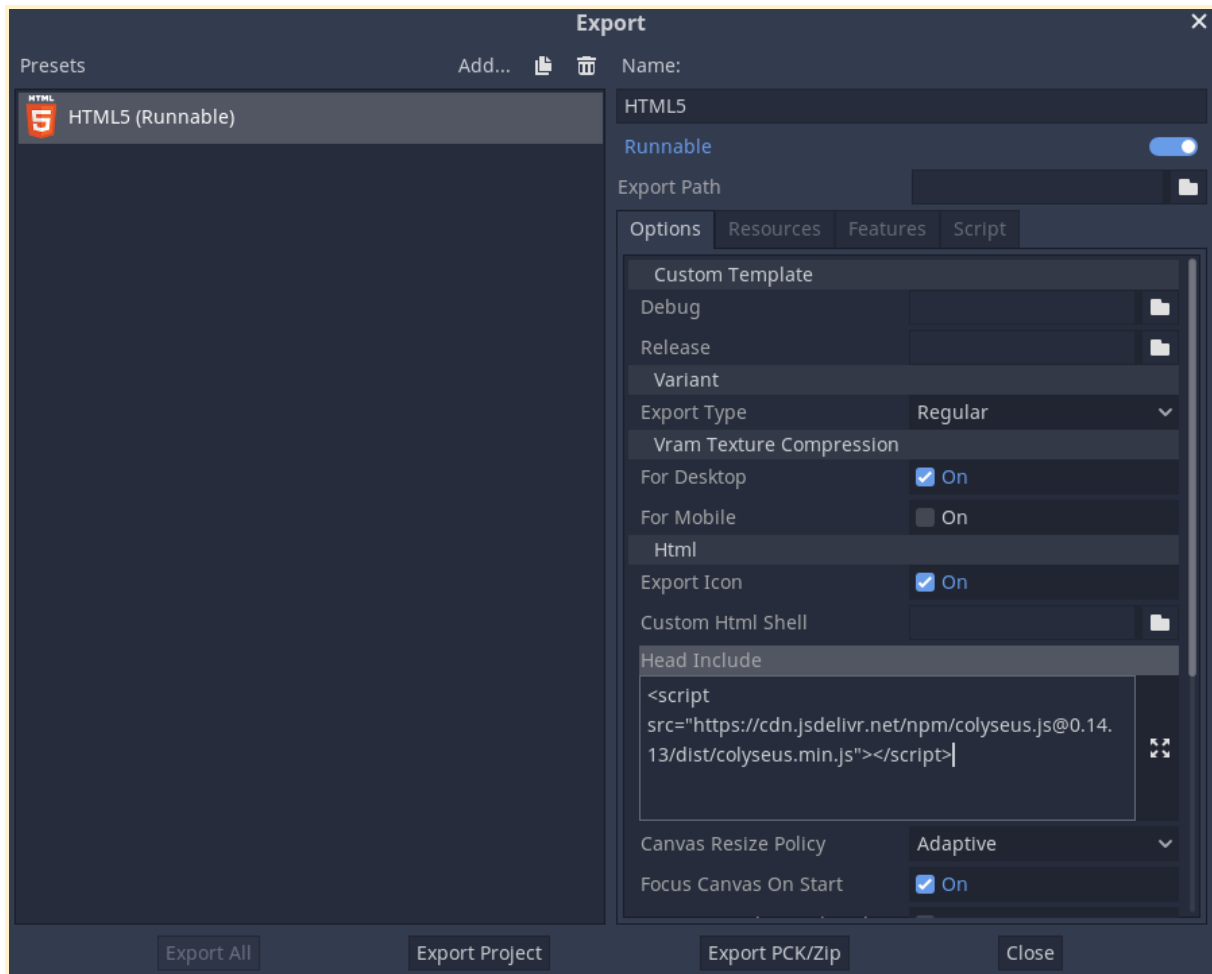 Export
Presets
Add...
Name:
HTML
5
HTML5 (Runnable)
HTML5
Runnable
Export Path
Options
Resources
Features
Script
Custom Template
Debug
Release
Variant
Export Type
Regular
Vram Texture Compression
For Desktop
On
For Mobile
On
Html
Export Icon
On
Custom Html Shell
Head Include
<script
src="https://cdn.jsdelivr.net/npm/colyseus.js@0.14.
13/dist/colyseus.min.js"></script>
Canvas Resize Policy
Adaptive
Focus Canvas On Start
On
Export All
Export Project
Export PCK/Zip
Close